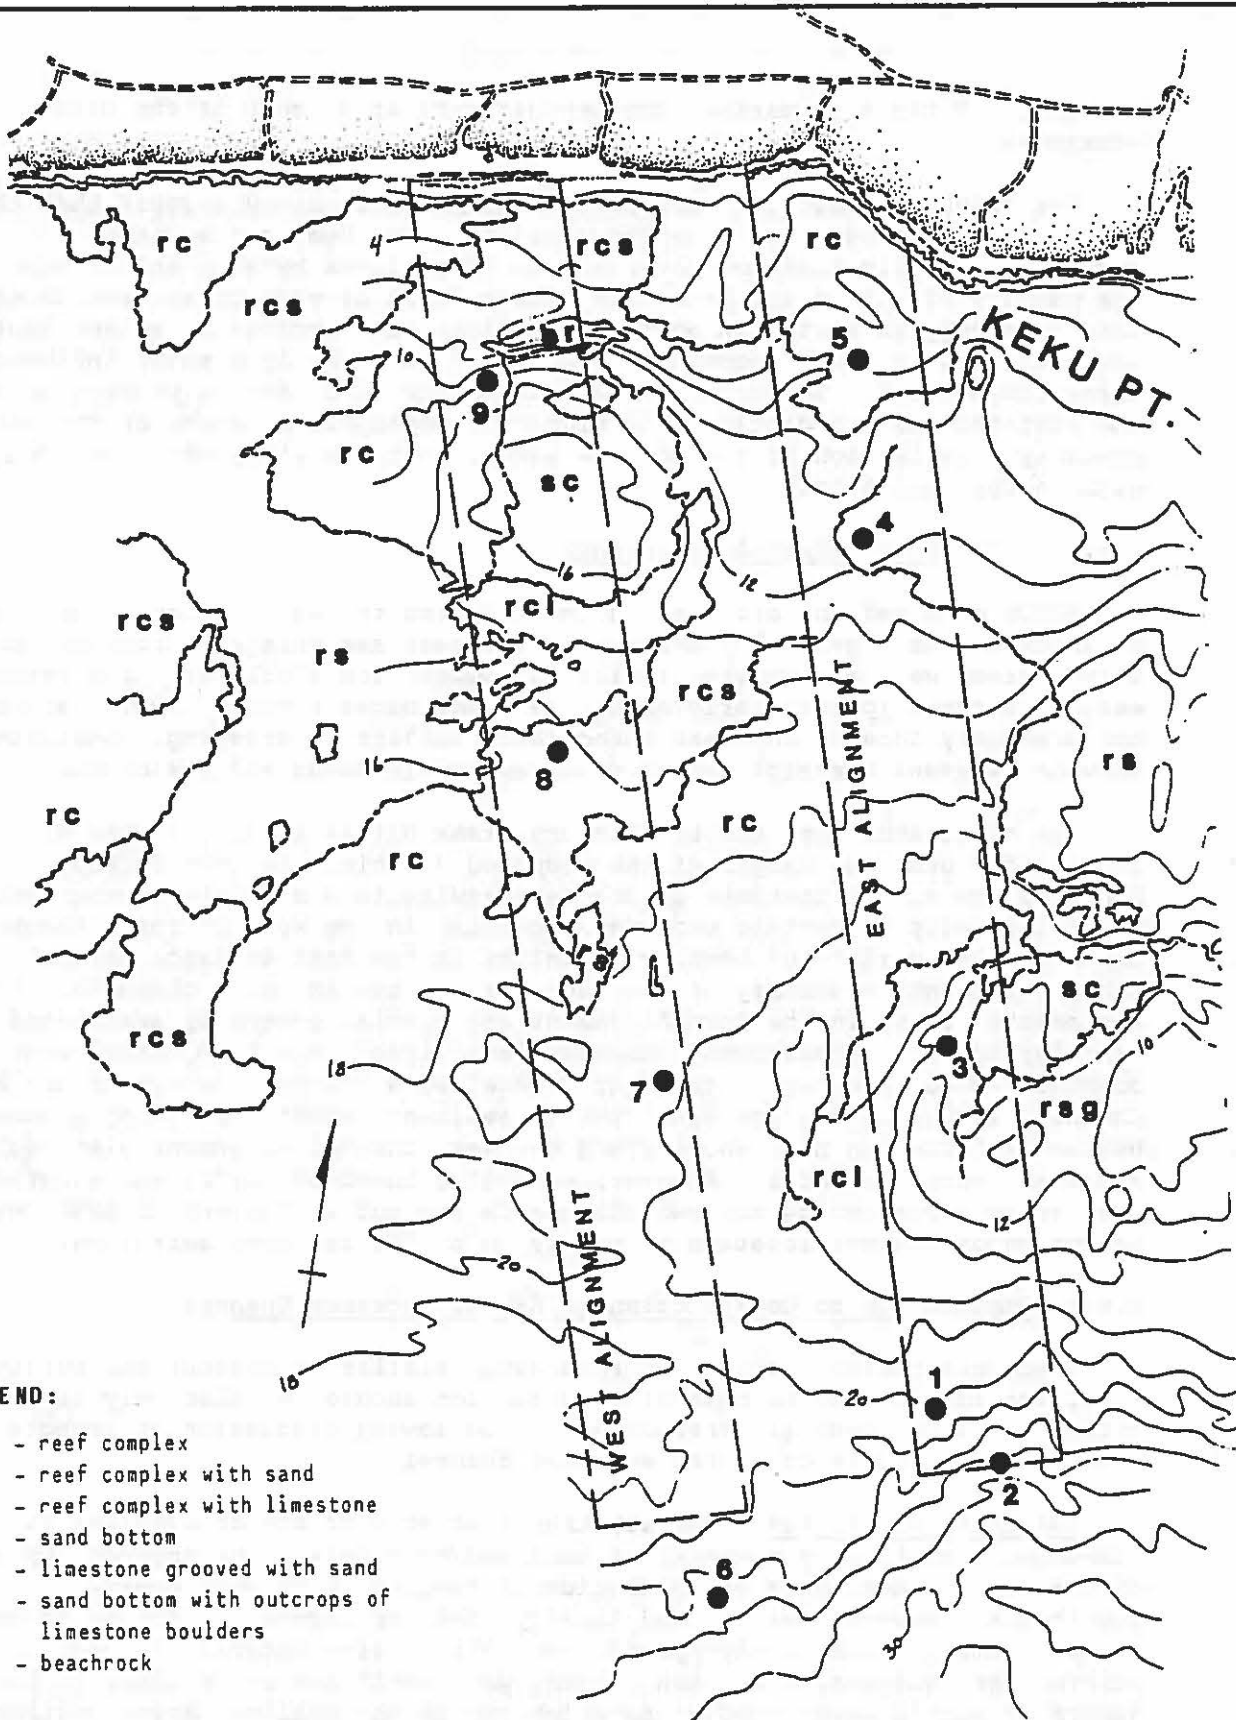 rc
rcs
4
rcs
rc
10
br
5
KEKU PT.
9
rc
sc
4
16
12
rcl
rcs
rs
rcs
rs
16
8
rc
rc
rc
EAST ALIGNMENT
sc
rcs
3
10
18
7
rsg
rcl
12
20
WEST ALIGNMENT
18
20
1
2
6
30
END:
- reef complex
- reef complex with sand
- reef complex with limestone
- sand bottom
- limestone grooved with sand
- sand bottom with outcrops of
limestone boulders
- beachrock